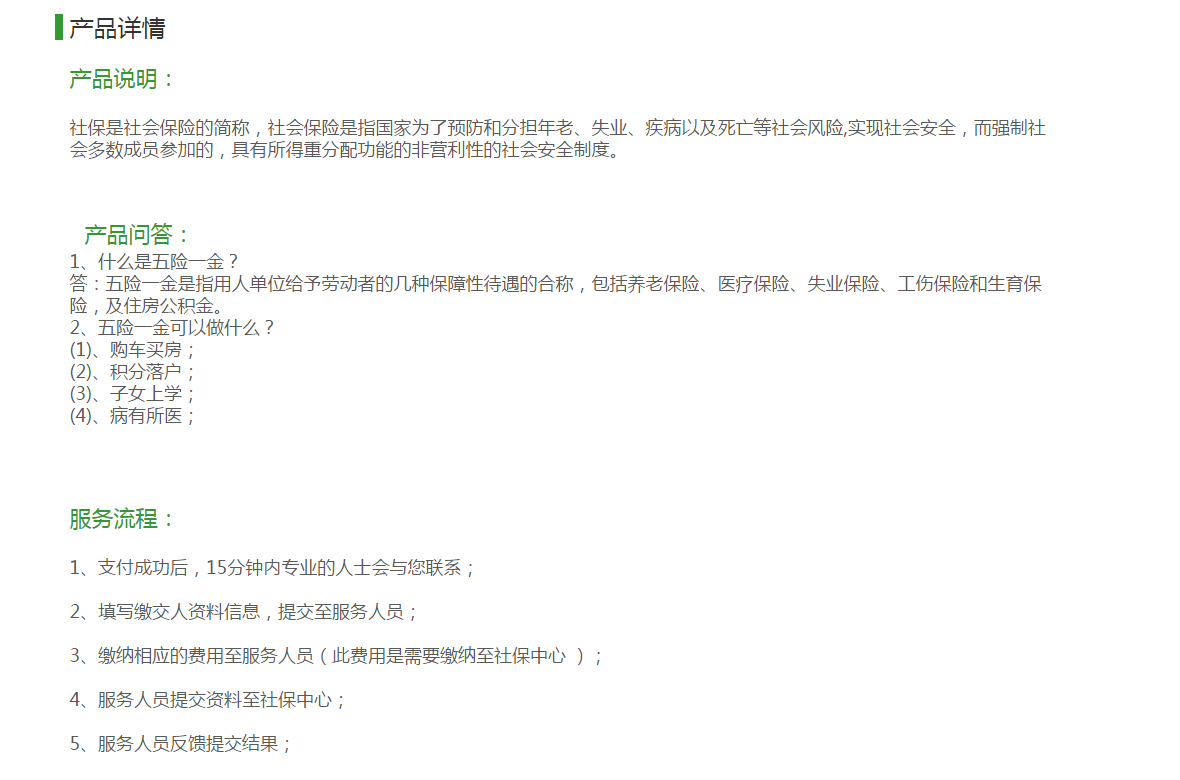 产品详情
产品说明：
社保是社会保险的简称，社会保险是指国家为了预防和分担年老、失业、疾病以及死亡等社会风险,实现社会安全，而强制社
会多数成员参加的，具有所得重分配功能的非营利性的社会安全制度。
产品问答：
1、什么是五险一金？
答：五险一金是指用人单位给予劳动者的几种保障性待遇的合称，包括养老保险、医疗保险、失业保险、工伤保险和生育保
险，及住房公积金。
2、五险一金可以做什么？
(1)、购车买房；
(2)、积分落户；
(3)、子女上学；
(4)、病有所医；
服务流程：
1、支付成功后，15分钟内专业的人士会与您联系；
2、填写缴交人资料信息，提交至服务人员；
3、缴纳相应的费用至服务人员（此费用是需要缴纳至社保中心 ）；
4、服务人员提交资料至社保中心；
5、服务人员反馈提交结果；